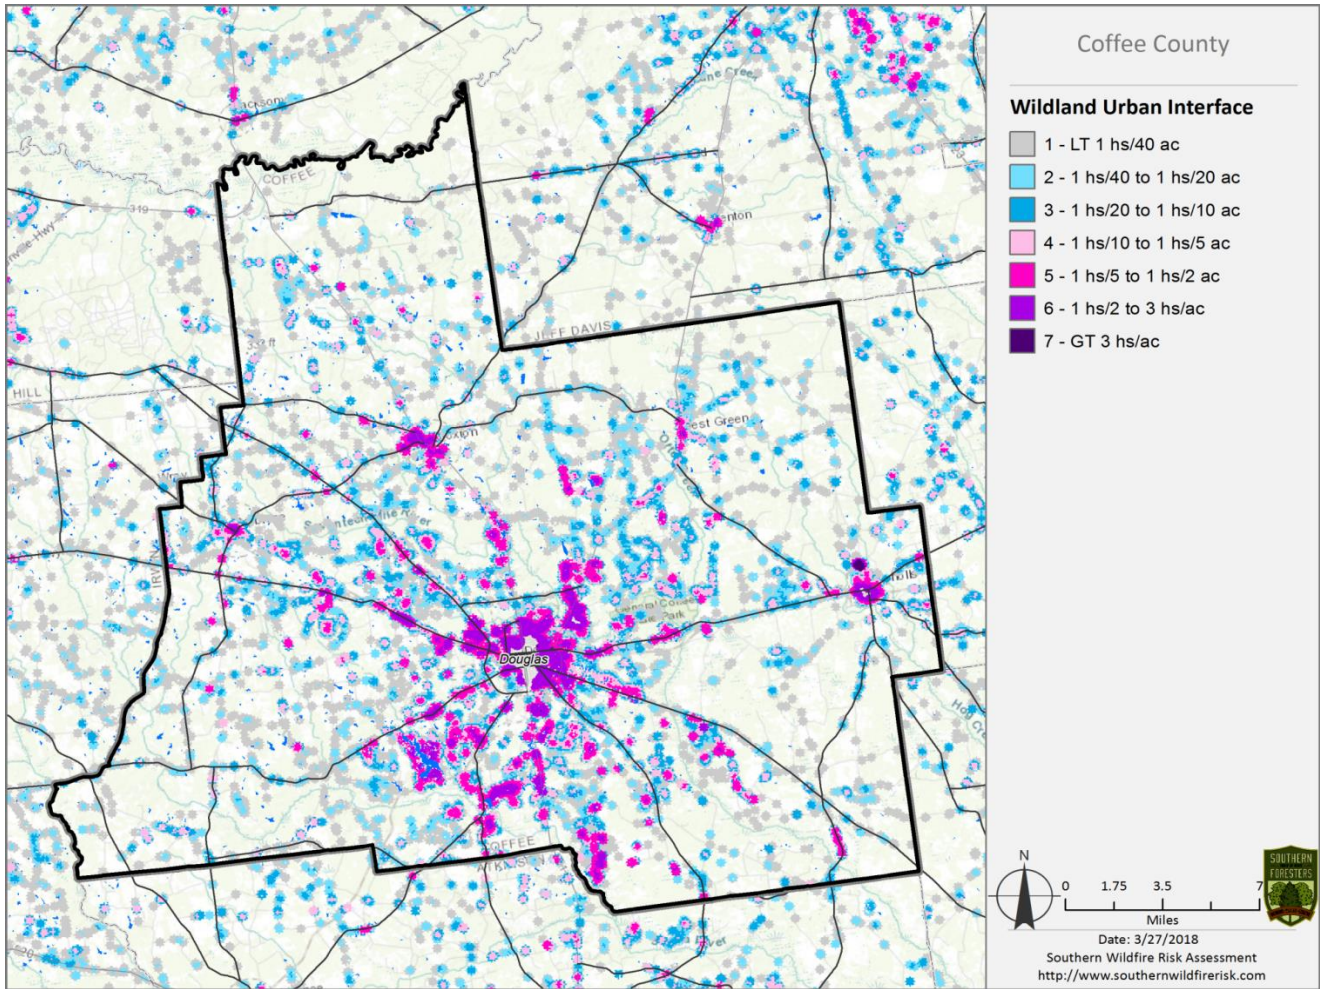 Coffee County
Wildland Urban Interface
1 - LT 1 hs/40 ac
2 - 1 hs/40 to 1 hs/20 ac
3 - 1 hs/20 to 1 hs/10 ac
4 - 1 hs/10 to 1 hs/5 ac
5 - 1 hs/5 to 1 hs/2 ac
6 - 1 hs/2 to 3 hs/ac
7 - GT 3 hs/ac
COFFEE
319
JEFF DAVIS
HILL
IRWIN
Douglas
Park
COFFEE
N
0 1.75 3.5 7
Miles
SOUTHERN
FORESTERS
Date: 3/27/2018
Southern Wildfire Risk Assessment
http://www.southernwildfirerisk.com